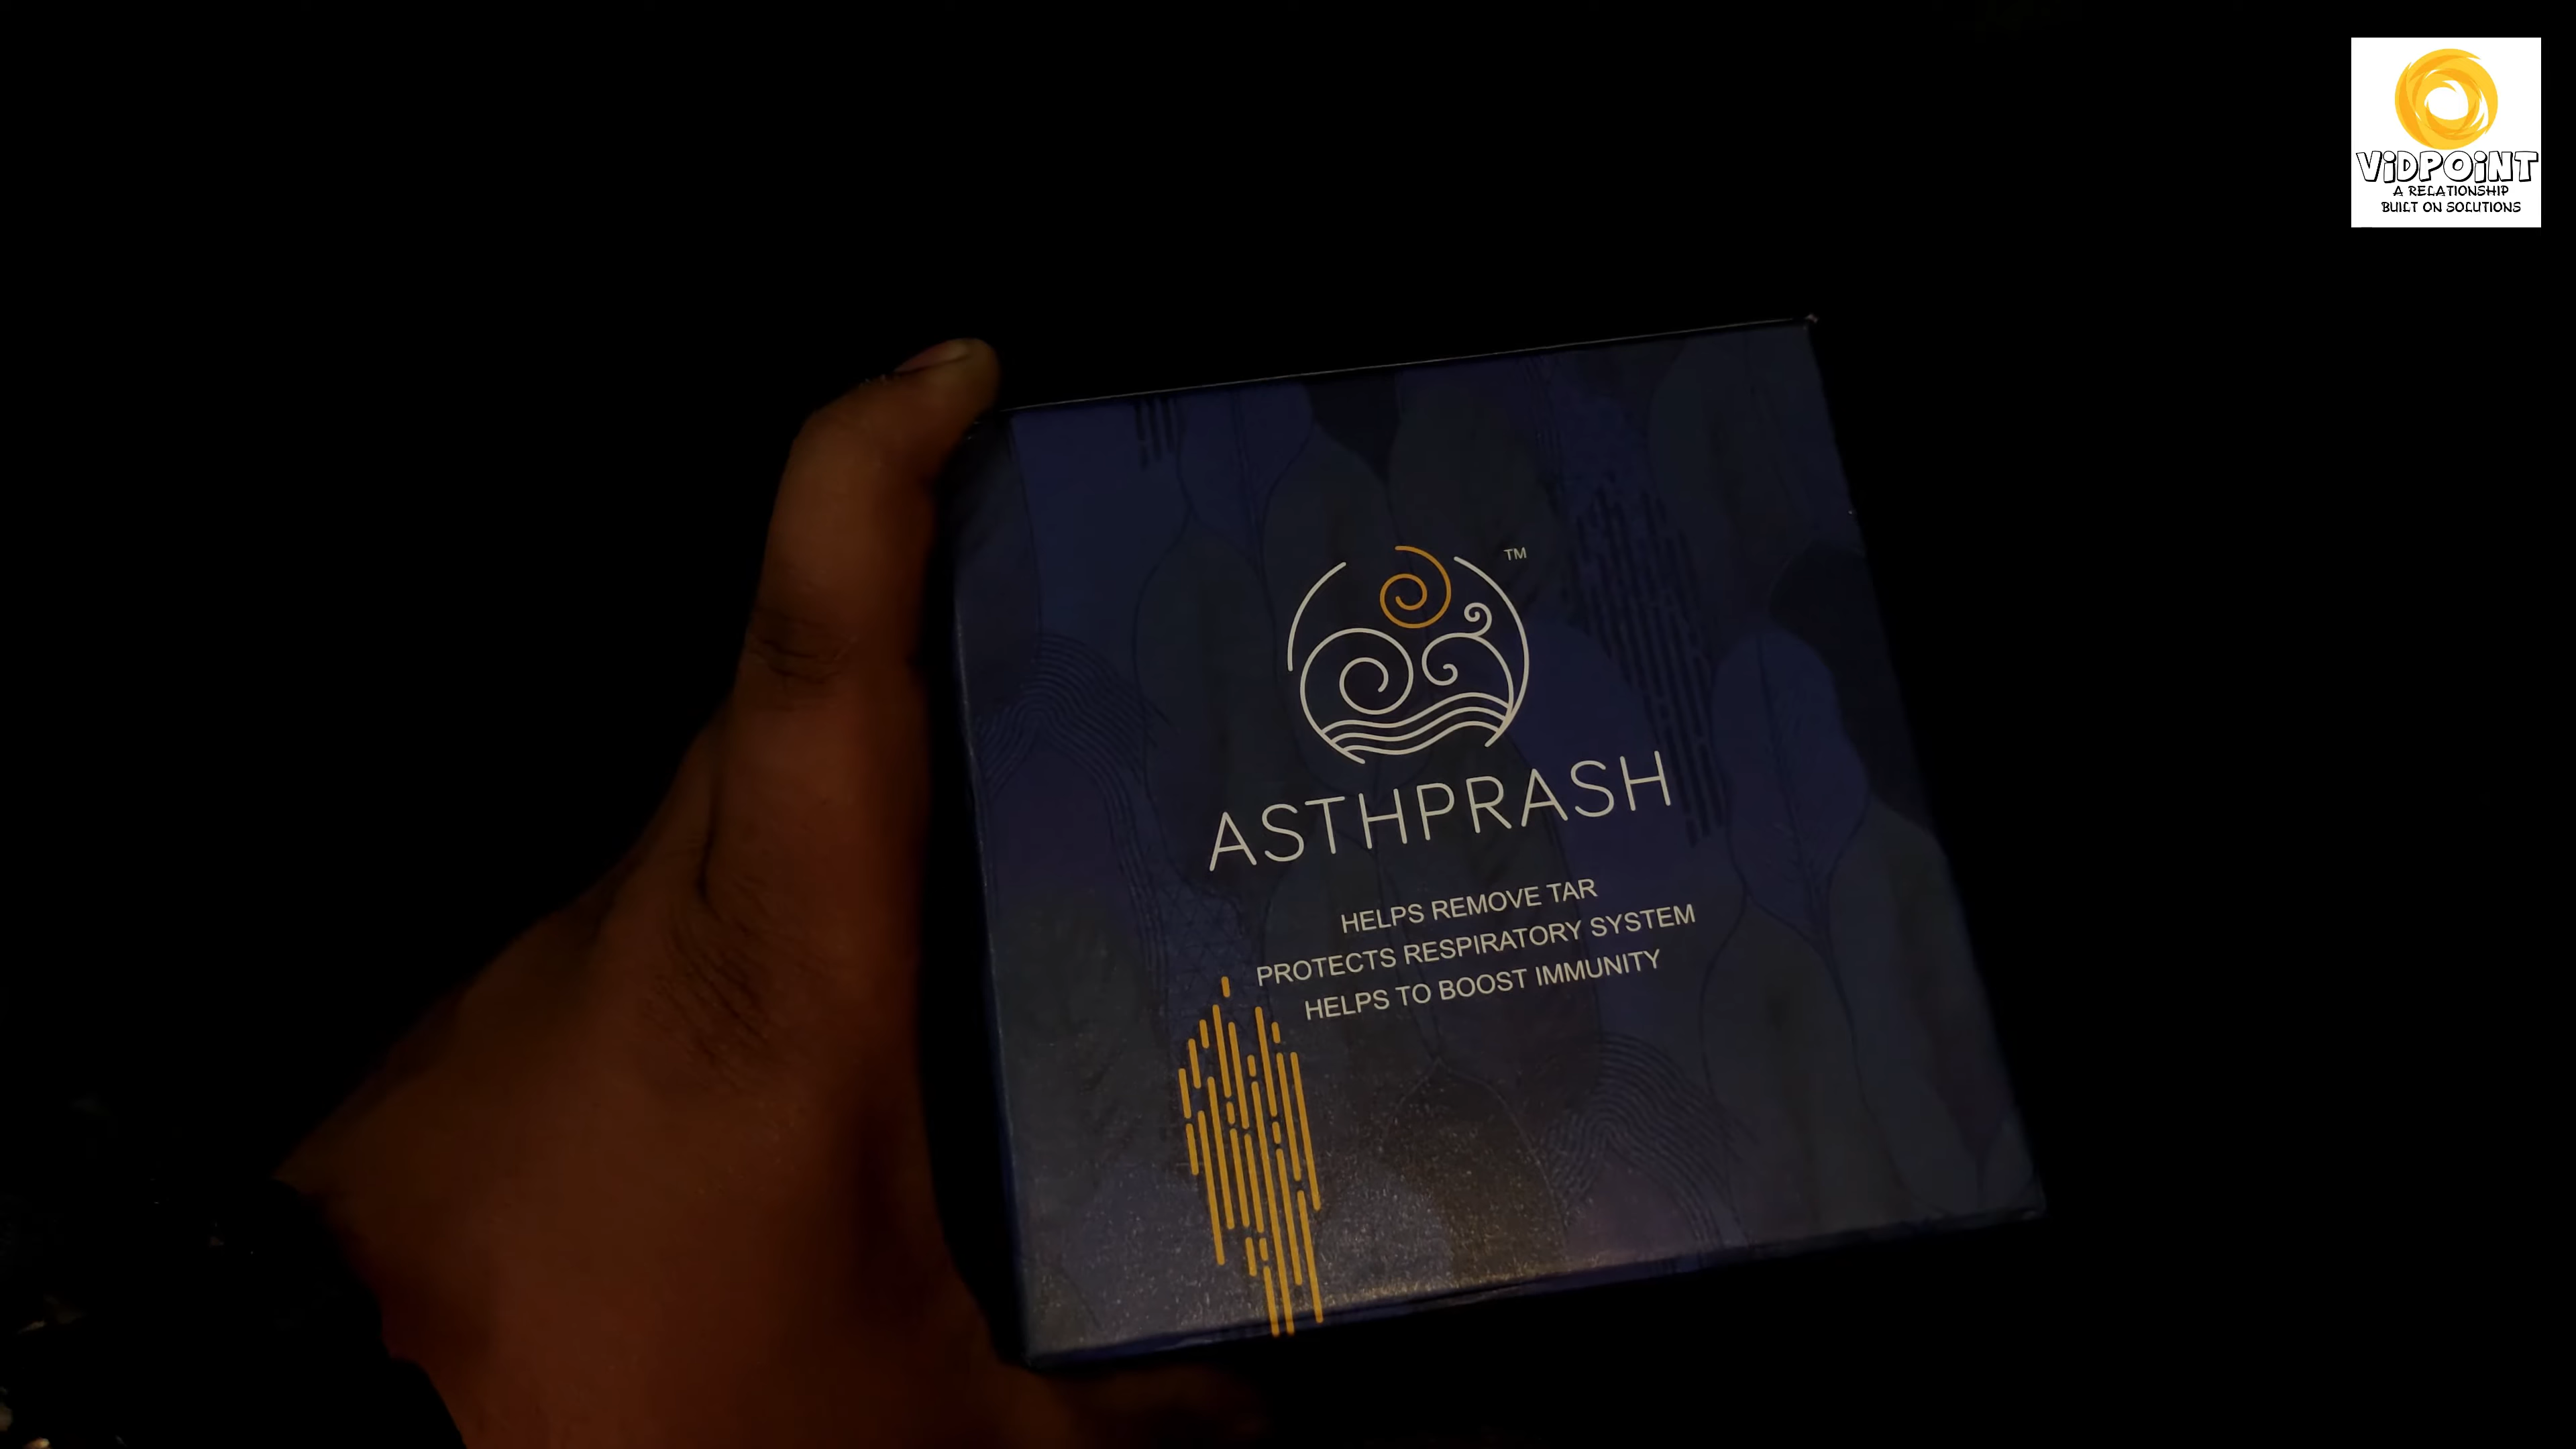 ViDPOiNT
A RELATIONSHIP
BUILT ON SOLUTIONS
TM
ASTHPRASH
HELPS REMOVE TAR
PROTECTS RESPIRATORY SYSTEM
HELPS TO BOOST IMMUNITY